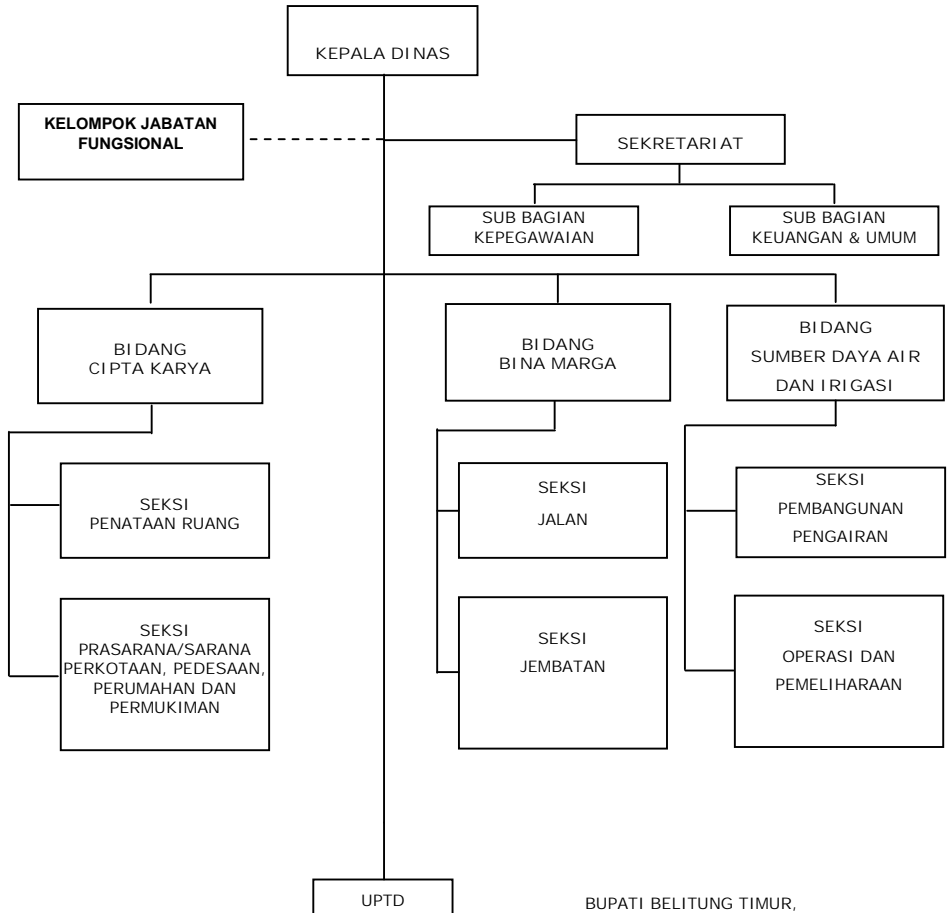 KEPALA DINAS
KELOMPOK JABATAN
FUNGSIONAL
SEKRETARIAT
SUB BAGIAN
KEPEGAWAIAN
SUB BAGIAN
KEUANGAN & UMUM
BIDANG
CIPTA KARYA
BIDANG
BINA MARGA
BIDANG
SUMBER DAYA AIR
DAN IRIGASI
SEKSI
PENATAAN RUANG
SEKSI
JALAN
SEKSI
PEMBANGUNAN
PENGAIRAN
SEKSI
PRASARANA/SARANA
PERKOTAAN, PEDESAAN,
PERUMAHAN DAN
PERMUKIMAN
SEKSI
JEMBATAN
SEKSI
OPERASI DAN
PEMELIHARAAN
UPTD
BUPATI BELITUNG TIMUR,